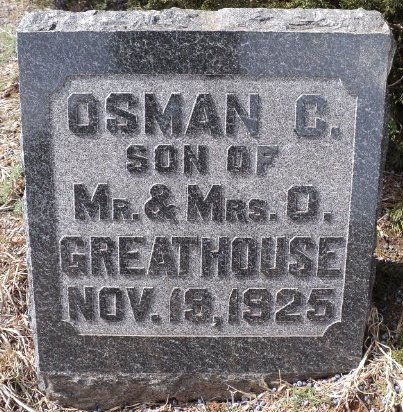 OSMAN C.
SON OF
MR. & MRS. O.
GREATHOUSE
NOV. 19, 1925